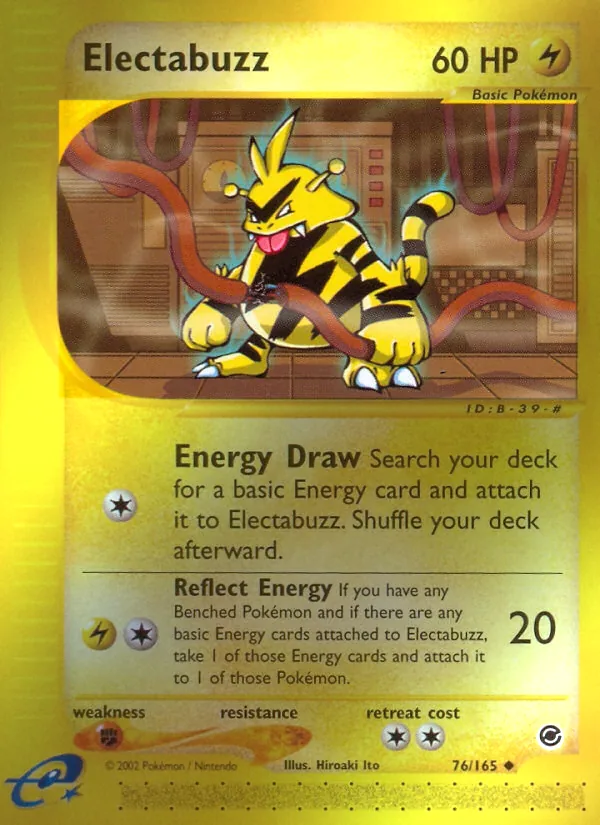 Electabuzz 60 HP
Basic Pokémon
ID:B-39-#
Energy Draw Search your deck
for a basic Energy card and attach
it to Electabuzz. Shuffle your deck
afterward.
Reflect Energy If you have any
Benched Pokémon and if there are any
basic Energy cards attached to Electabuzz,
take 1 of those Energy cards and attach it
to 1 of those Pokémon.
20
weakness resistance retreat cost
© 2002 Pokémon / Nintendo Illus. Hiroaki Ito 76/165
e